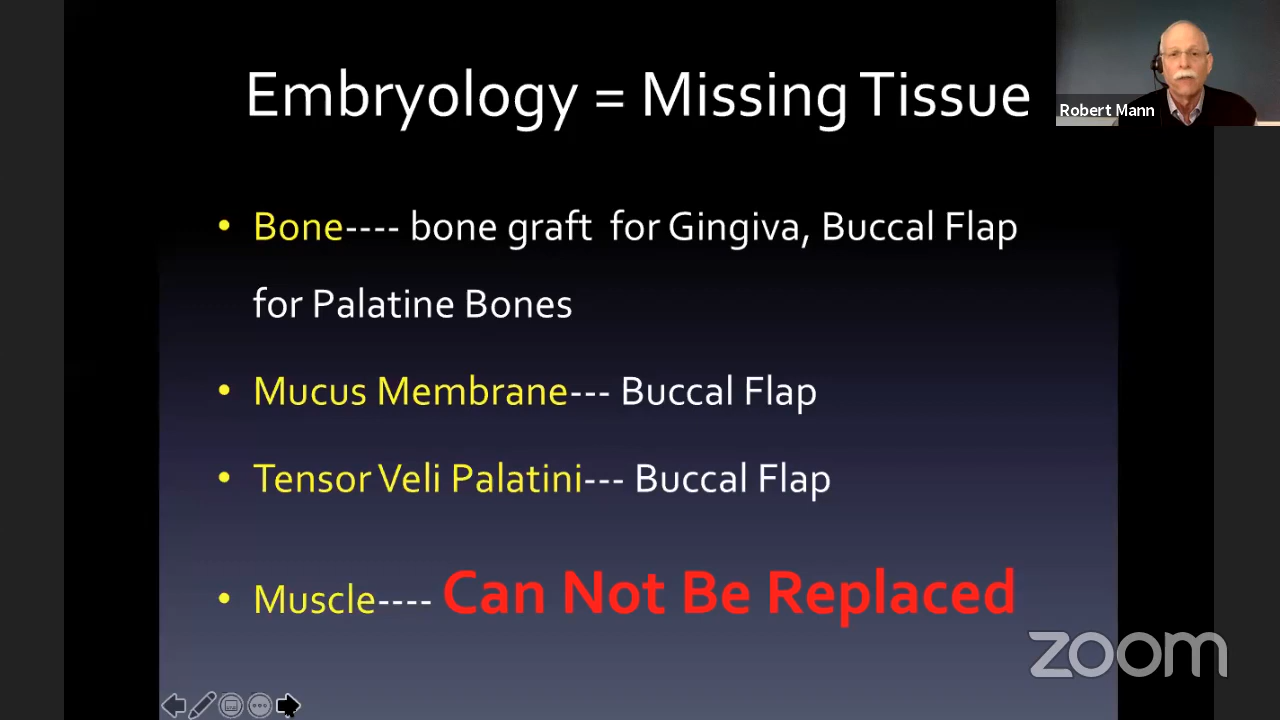 Embryology = Missing Tissue
Robert Mann
• Bone---- bone graft for Gingiva, Buccal Flap
for Palatine Bones
• Mucus Membrane--- Buccal Flap
• Tensor Veli Palatini--- Buccal Flap
• Muscle---- Can Not Be Replaced
zoom